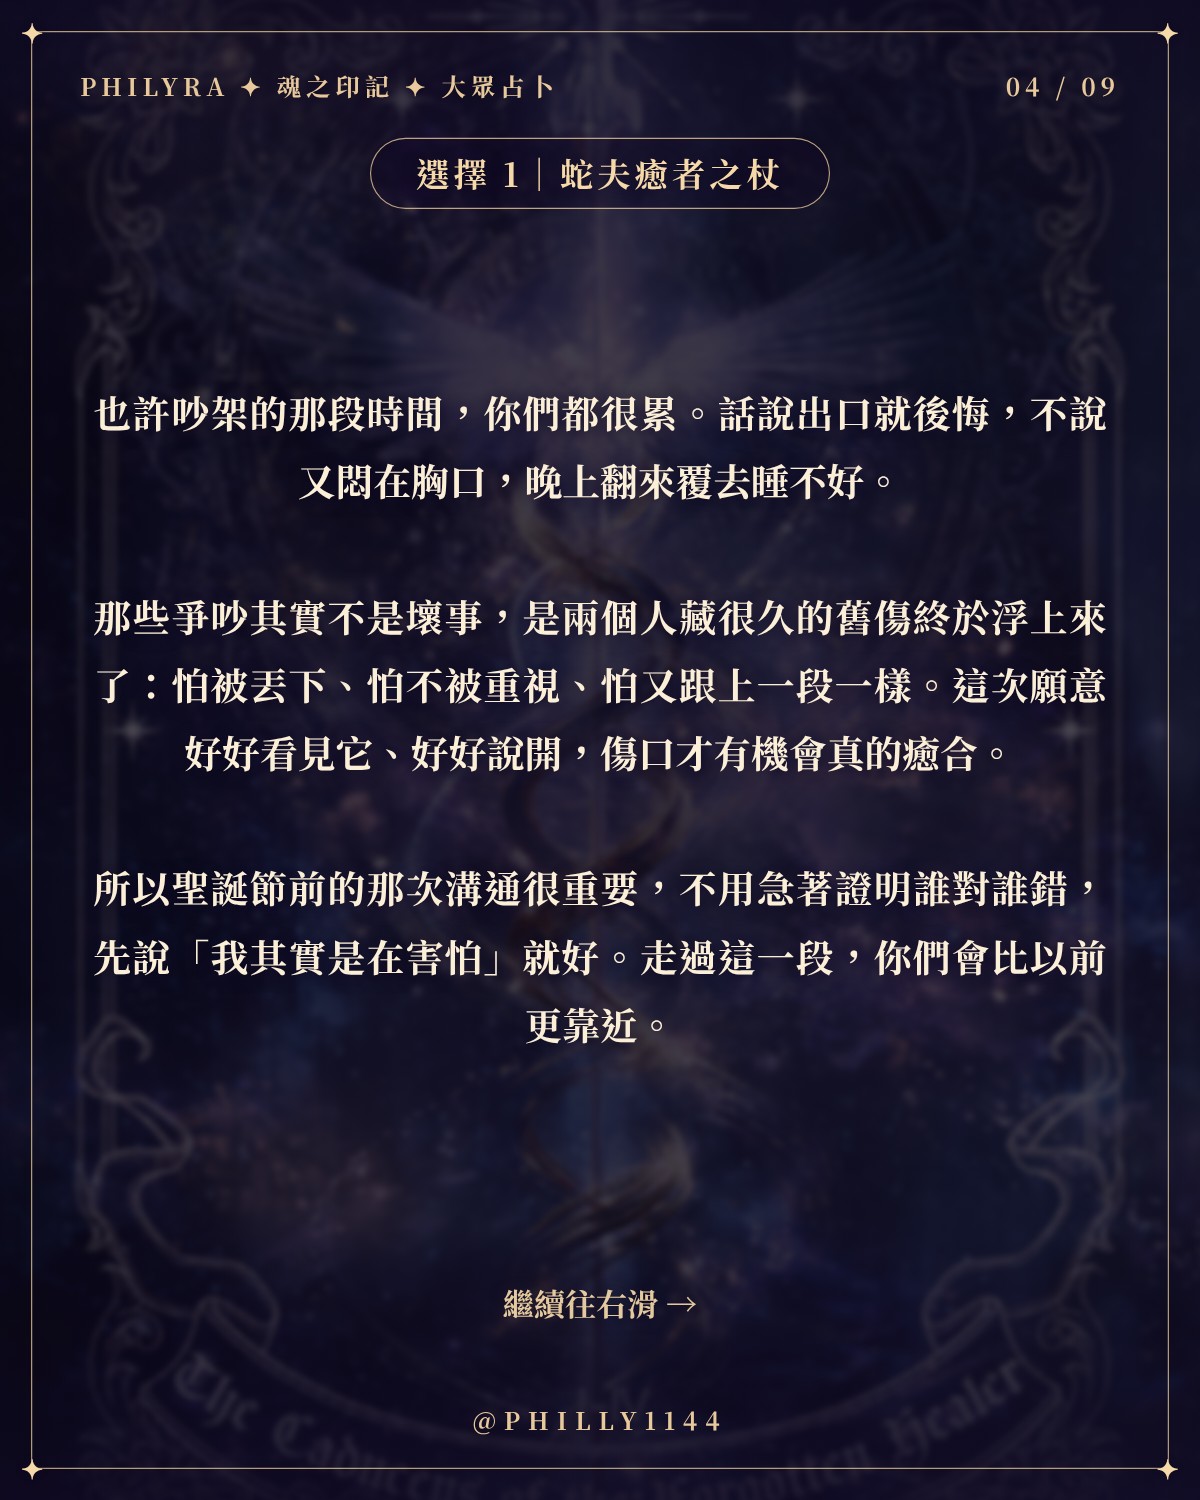 PHILYRA ✦ 魂之印記 ✦ 大眾占卜
04 / 09
選擇 1｜蛇夫癒者之杖
也許吵架的那段時間，你們都很累。話說出口就後悔，不說
又悶在胸口，晚上翻來覆去睡不好。
那些爭吵其實不是壞事，是兩個人藏很久的舊傷終於浮上來
了：怕被丟下、怕不被重視、怕又跟上一段一樣。這次願意
好好看見它、好好說開，傷口才有機會真的癒合。
所以聖誕節前的那次溝通很重要，不用急著證明誰對誰錯，
先說「我其實是在害怕」就好。走過這一段，你們會比以前
更靠近。
繼續往右滑 →
The Caduceus of the Forgotten Healer
@PHILLY1144